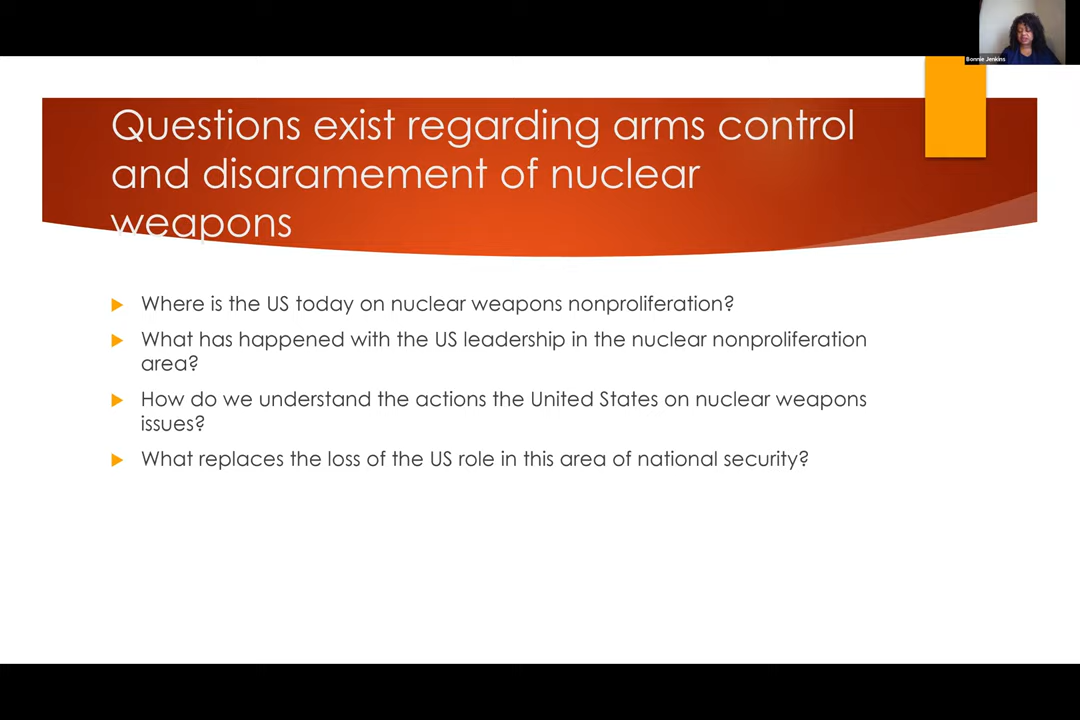 Bonnie Jenkins
Questions exist regarding arms control
and disaramement of nuclear
weapons
Where is the US today on nuclear weapons nonproliferation?
What has happened with the US leadership in the nuclear nonproliferation
area?
How do we understand the actions the United States on nuclear weapons
issues?
What replaces the loss of the US role in this area of national security?